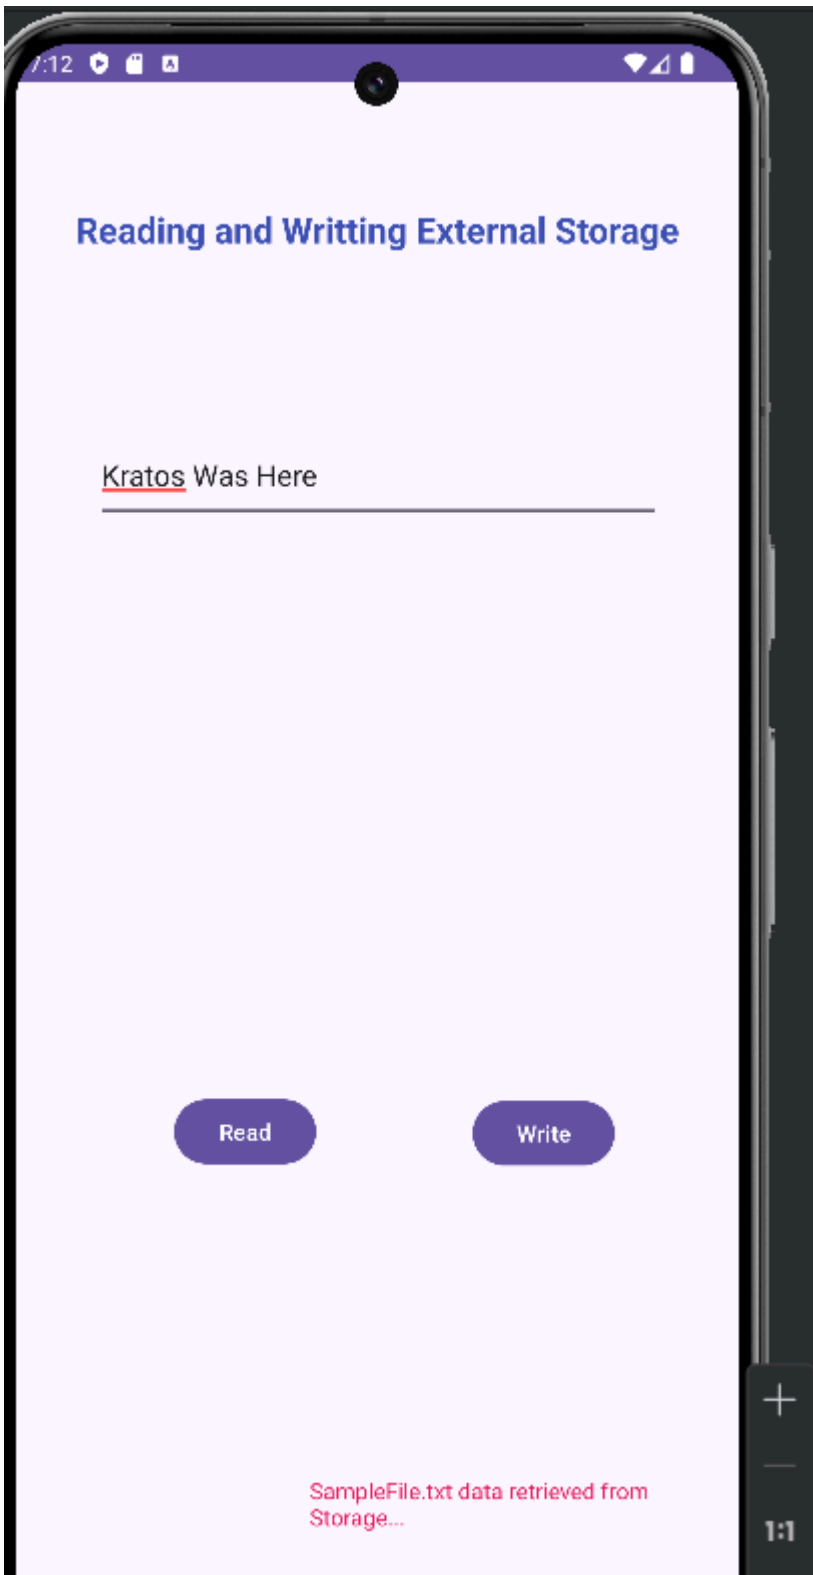 7:12
Reading and Writting External Storage
Kratos Was Here
Read
Write
SampleFile.txt data retrieved from
Storage...
1:1